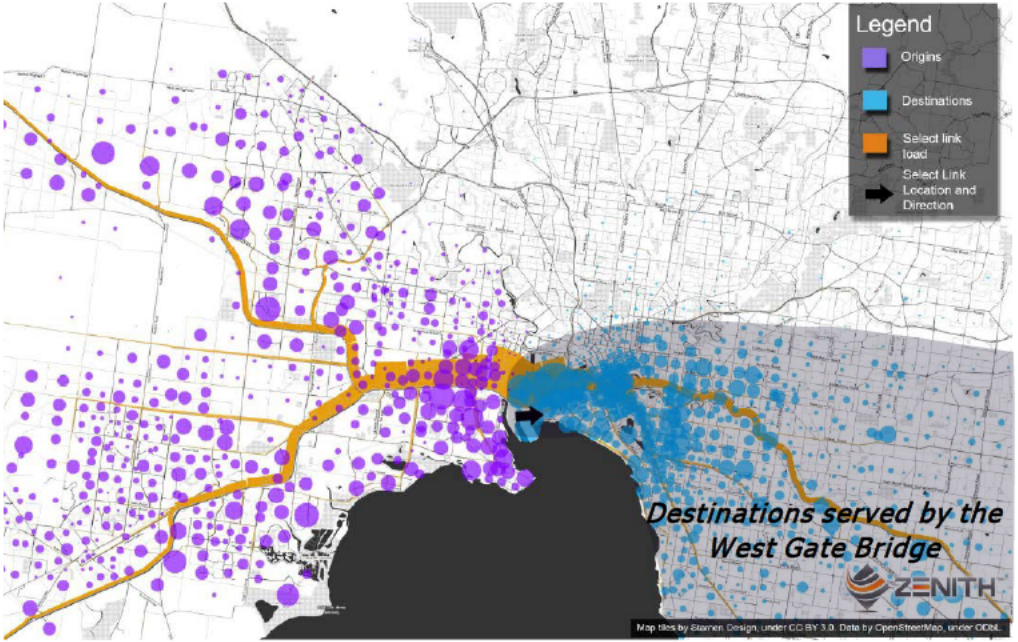 Legend
Origins
Destinations
Select link
load
Select Link
Location and
Direction
Destinations served by the
West Gate Bridge
ZENITH
Map tiles by Stamen Design, under CC BY 3.0. Data by OpenStreetMap, under ODbL.